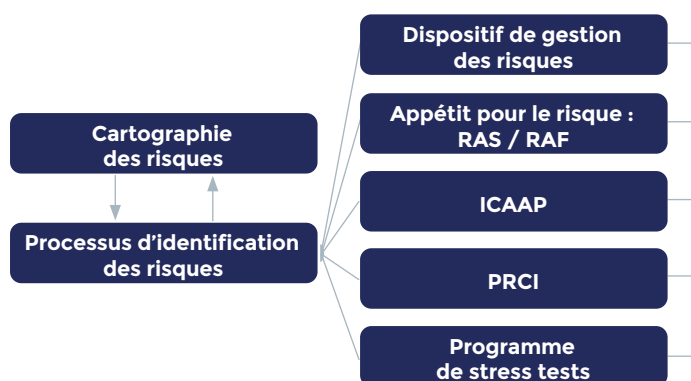 Cartographie
des risques
Processus d'identification
des risques
Dispositif de gestion
des risques
Appétit pour le risque :
RAS / RAF
ICAAP
PRCI
Programme
de stress tests